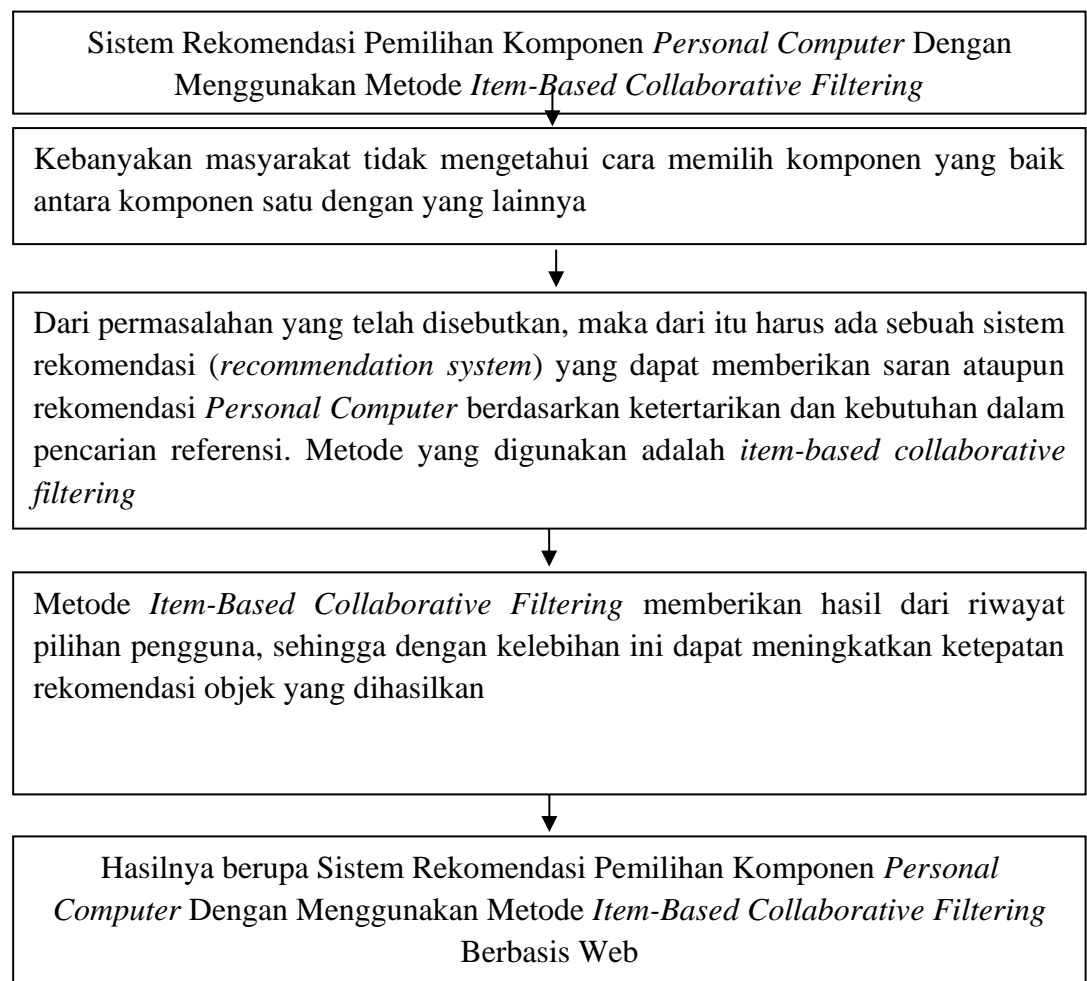 Sistem Rekomendasi Pemilihan Komponen Personal Computer Dengan
Menggunakan Metode Item-Based Collaborative Filtering
Kebanyakan masyarakat tidak mengetahui cara memilih komponen yang baik
antara komponen satu dengan yang lainnya
Dari permasalahan yang telah disebutkan, maka dari itu harus ada sebuah sistem
rekomendasi (recommendation system) yang dapat memberikan saran ataupun
rekomendasi Personal Computer berdasarkan ketertarikan dan kebutuhan dalam
pencarian referensi. Metode yang digunakan adalah item-based collaborative
filtering
Metode Item-Based Collaborative Filtering memberikan hasil dari riwayat
pilihan pengguna, sehingga dengan kelebihan ini dapat meningkatkan ketepatan
rekomendasi objek yang dihasilkan
Hasilnya berupa Sistem Rekomendasi Pemilihan Komponen Personal
Computer Dengan Menggunakan Metode Item-Based Collaborative Filtering
Berbasis Web